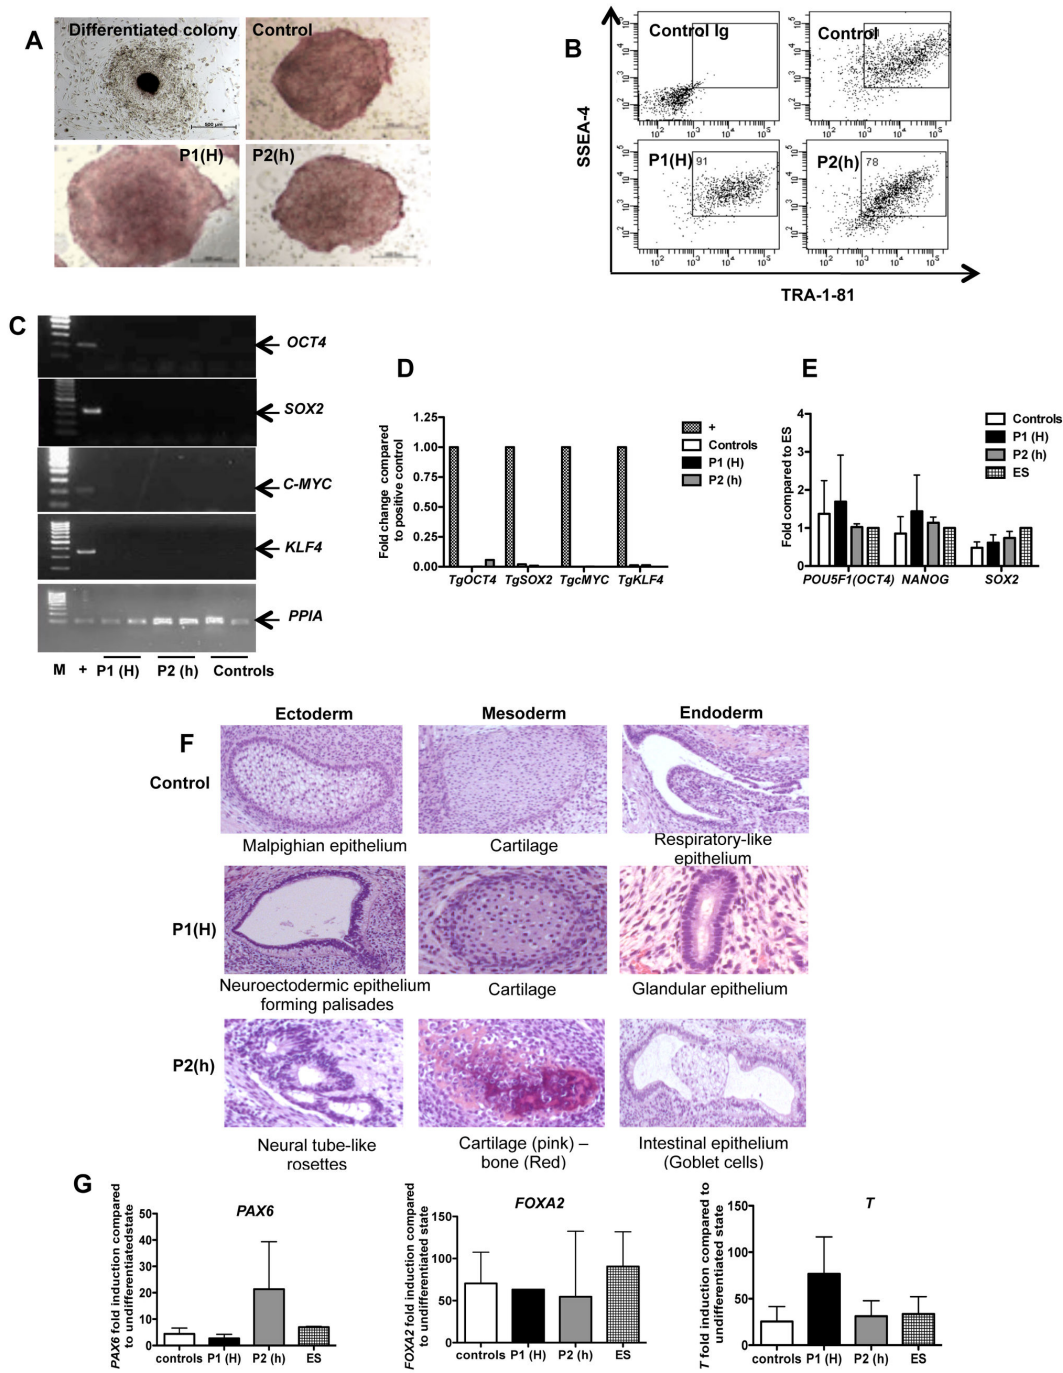 A
Differentiated colony
Control
P1(H)
P2(h)
B
SSEA-4
Control Ig
Control
P1(H)
91
P2(h)
78
10² 10³ 10⁴ 10⁵
TRA-1-81
C
OCT4
SOX2
C-MYC
KLF4
PPIA
M + P1 (H) P2 (h) Controls
D
Fold change compared
to positive control
1.25
1.00
0.75
0.50
0.25
0.00
TgOCT4 TgSOX2 TgcMYC TgKLF4
+
Controls
P1 (H)
P2 (h)
E
Fold compared to ES
4
3
2
1
0
POU5F1(OCT4) NANOG SOX2
Controls
P1 (H)
P2 (h)
ES
F
Ectoderm Mesoderm Endoderm
Control
Malpighian epithelium
Cartilage
Respiratory-like
epithelium
P1(H)
Neuroectodermic epithelium
forming palisades
Cartilage
Glandular epithelium
P2(h)
Neural tube-like
rosettes
Cartilage (pink) –
bone (Red)
Intestinal epithelium
(Goblet cells)
G
PAX6
PAX6 fold induction compared
to undifferentiatedstate
50
40
30
20
10
0
controls P1 (H) P2 (h) ES
FOXA2
FOXA2 fold induction compared
to undifferentiated state
150
100
50
0
controls P1 (H) P2 (h) ES
T
T fold induction compared to
undifferentiated state
150
100
50
0
controls P1 (H) P2 (h) ES